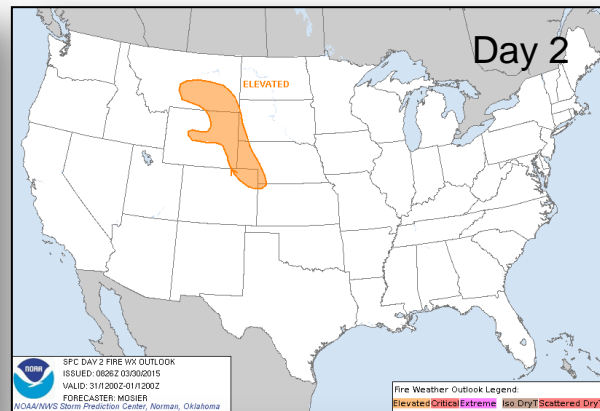 Day 2
ELEVATED
NOAA
SPC DAY 2 FIRE WX OUTLOOK
ISSUED: 0826Z 03/30/2015
VALID: 31/1200Z-01/1200Z
FORECASTER: MOSIER
NOAA/NWS Storm Prediction Center, Norman, Oklahoma
Fire Weather Outlook Legend:
Elevated Critical Extreme Iso DryT Scattered DryT